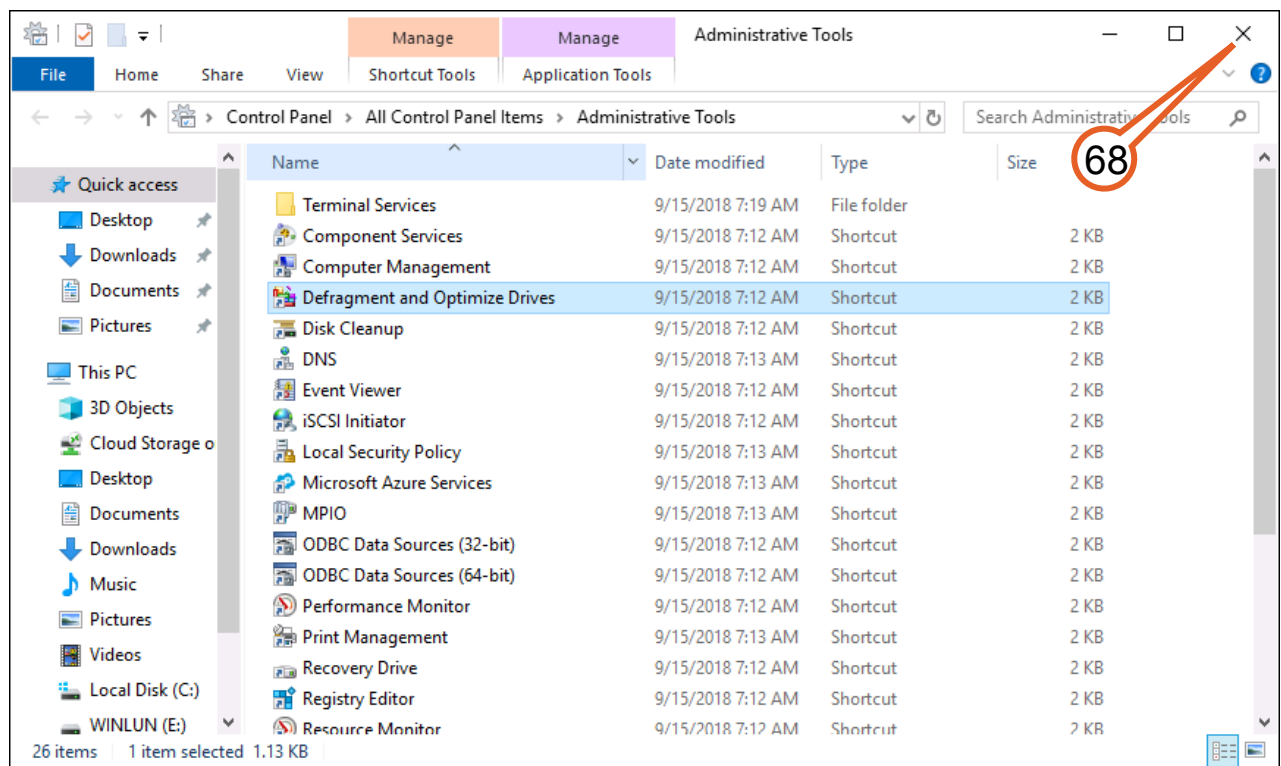 Manage Manage Administrative Tools
File Home Share View Shortcut Tools Application Tools
Control Panel > All Control Panel Items > Administrative Tools Search Administrative Tools
68
Name Date modified Type Size
Quick access
Desktop
Downloads
Documents
Pictures
This PC
3D Objects
Cloud Storage o
Desktop
Documents
Downloads
Music
Pictures
Videos
Local Disk (C:)
WINLUN (E:)
Terminal Services 9/15/2018 7:19 AM File folder
Component Services 9/15/2018 7:12 AM Shortcut 2 KB
Computer Management 9/15/2018 7:12 AM Shortcut 2 KB
Defragment and Optimize Drives 9/15/2018 7:12 AM Shortcut 2 KB
Disk Cleanup 9/15/2018 7:12 AM Shortcut 2 KB
DNS 9/15/2018 7:13 AM Shortcut 2 KB
Event Viewer 9/15/2018 7:12 AM Shortcut 2 KB
iSCSI Initiator 9/15/2018 7:12 AM Shortcut 2 KB
Local Security Policy 9/15/2018 7:13 AM Shortcut 2 KB
Microsoft Azure Services 9/15/2018 7:13 AM Shortcut 2 KB
MPIO 9/15/2018 7:13 AM Shortcut 2 KB
ODBC Data Sources (32-bit) 9/15/2018 7:12 AM Shortcut 2 KB
ODBC Data Sources (64-bit) 9/15/2018 7:12 AM Shortcut 2 KB
Performance Monitor 9/15/2018 7:12 AM Shortcut 2 KB
Print Management 9/15/2018 7:13 AM Shortcut 2 KB
Recovery Drive 9/15/2018 7:12 AM Shortcut 2 KB
Registry Editor 9/15/2018 7:12 AM Shortcut 2 KB
Resource Monitor 9/15/2018 7:12 AM Shortcut 2 KB
26 items 1 item selected 1.13 KB